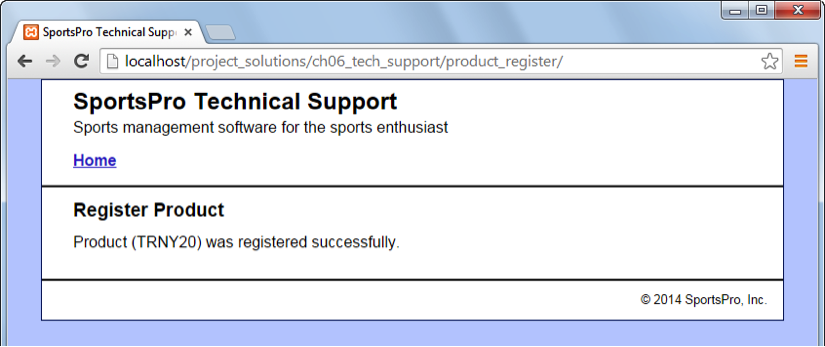 SportsPro Technical Supp
localhost/project_solutions/ch06_tech_support/product_register/
SportsPro Technical Support
Sports management software for the sports enthusiast
Home
Register Product
Product (TRNY20) was registered successfully.
© 2014 SportsPro, Inc.